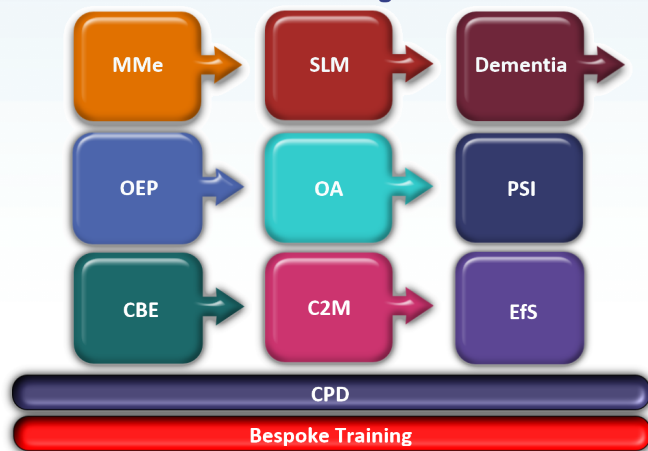 MMe
SLM
Dementia
OEP
OA
PSI
CBE
C2M
EfS
CPD
Bespoke Training